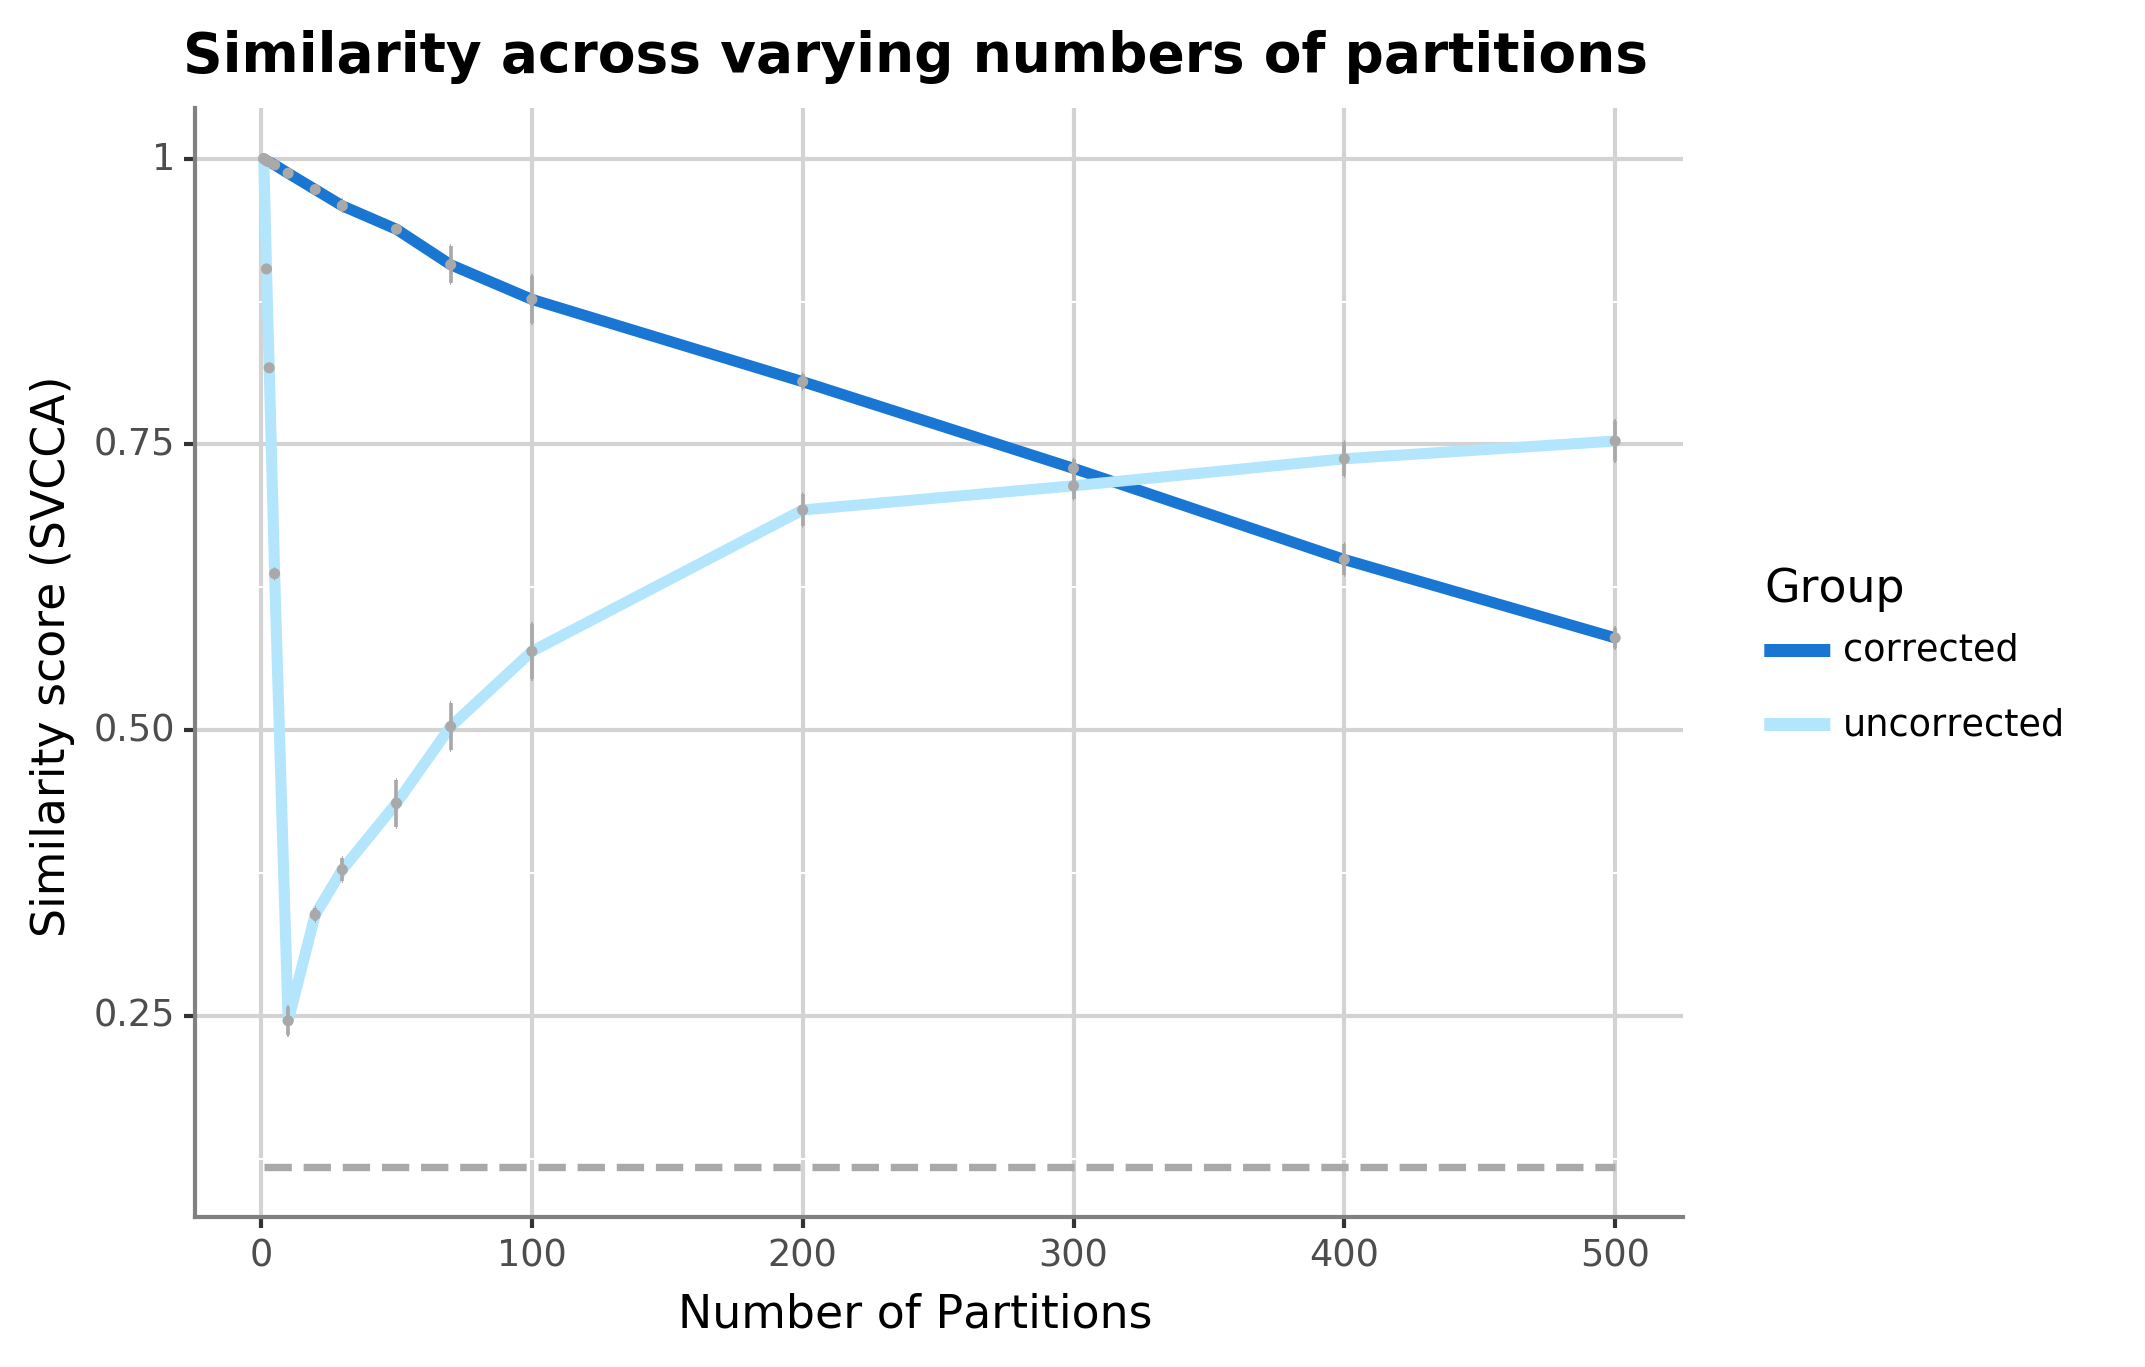 Similarity across varying numbers of partitions
Similarity score (SVCCA)
1
0.75
0.50
0.25
0 100 200 300 400 500
Number of Partitions
Group
corrected
uncorrected